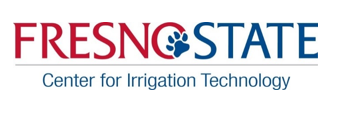 FRESNO STATE
Center for Irrigation Technology